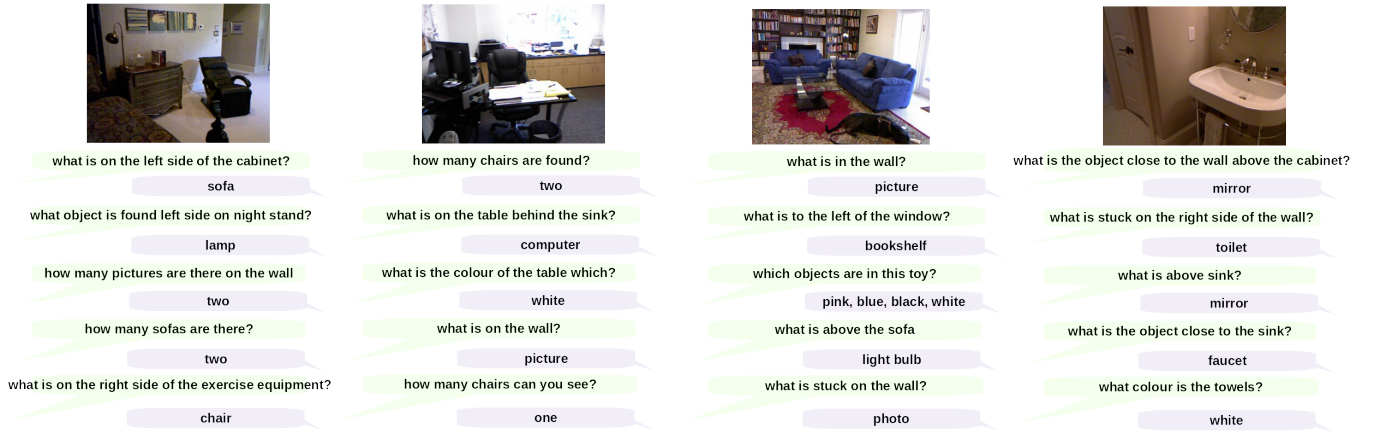 what is on the left side of the cabinet?
sofa
what object is found left side on night stand?
lamp
how many pictures are there on the wall
two
how many sofas are there?
two
what is on the right side of the exercise equipment?
chair
how many chairs are found?
two
what is on the table behind the sink?
computer
what is the colour of the table which?
white
what is on the wall?
picture
how many chairs can you see?
one
what is in the wall?
picture
what is to the left of the window?
bookshelf
which objects are in this toy?
pink, blue, black, white
what is above the sofa
light bulb
what is stuck on the wall?
photo
what is the object close to the wall above the cabinet?
mirror
what is stuck on the right side of the wall?
toilet
what is above sink?
mirror
what is the object close to the sink?
faucet
what colour is the towels?
white